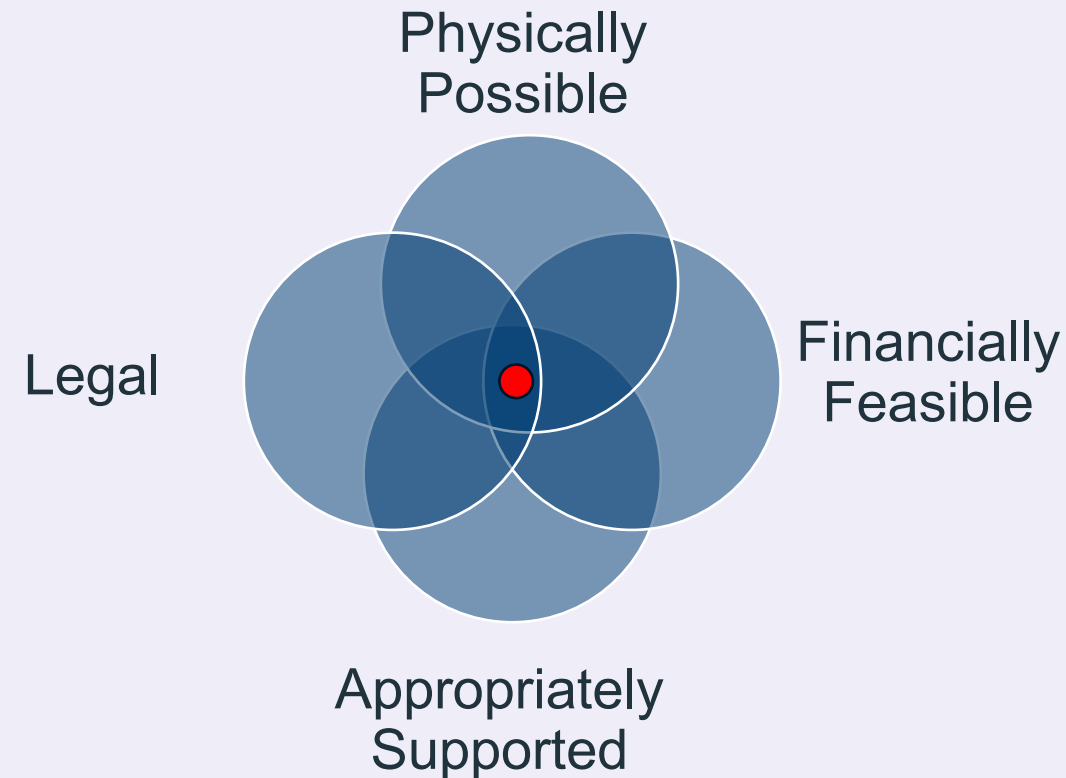 Physically
Possible
Legal
Financially
Feasible
Appropriately
Supported